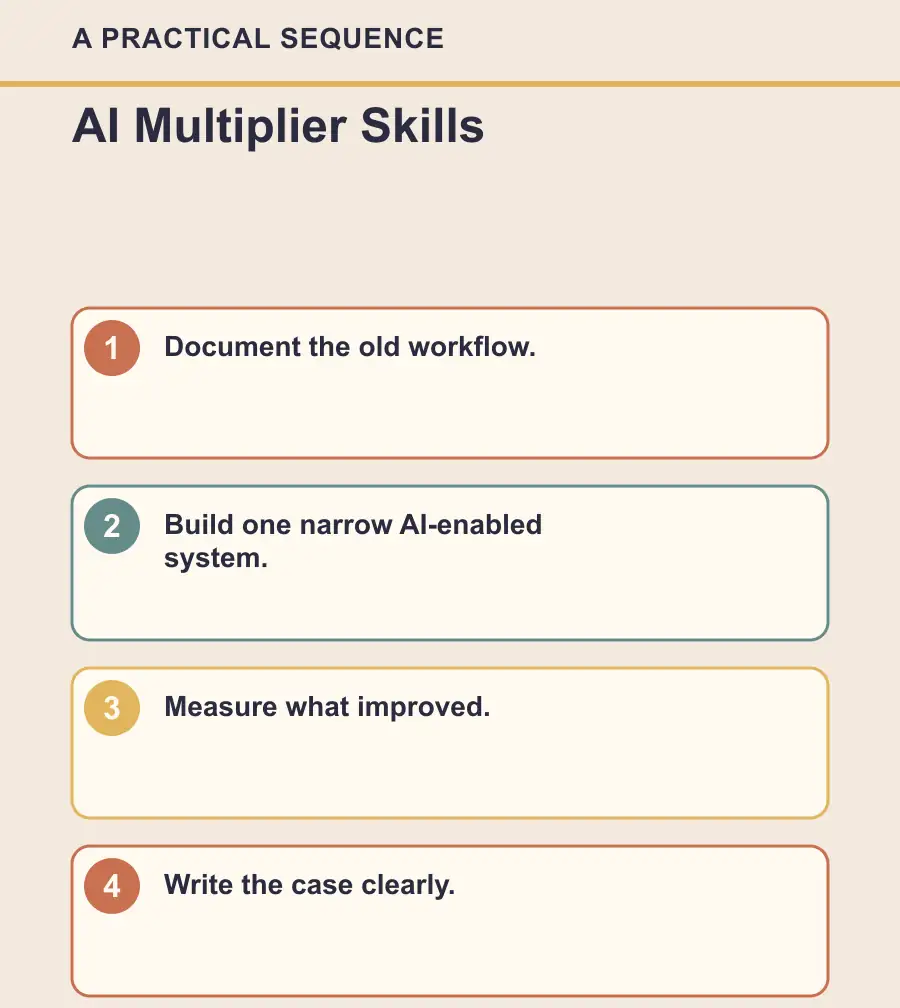 A PRACTICAL SEQUENCE
AI Multiplier Skills
1
Document the old workflow.
2
Build one narrow AI-enabled
system.
3
Measure what improved.
4
Write the case clearly.